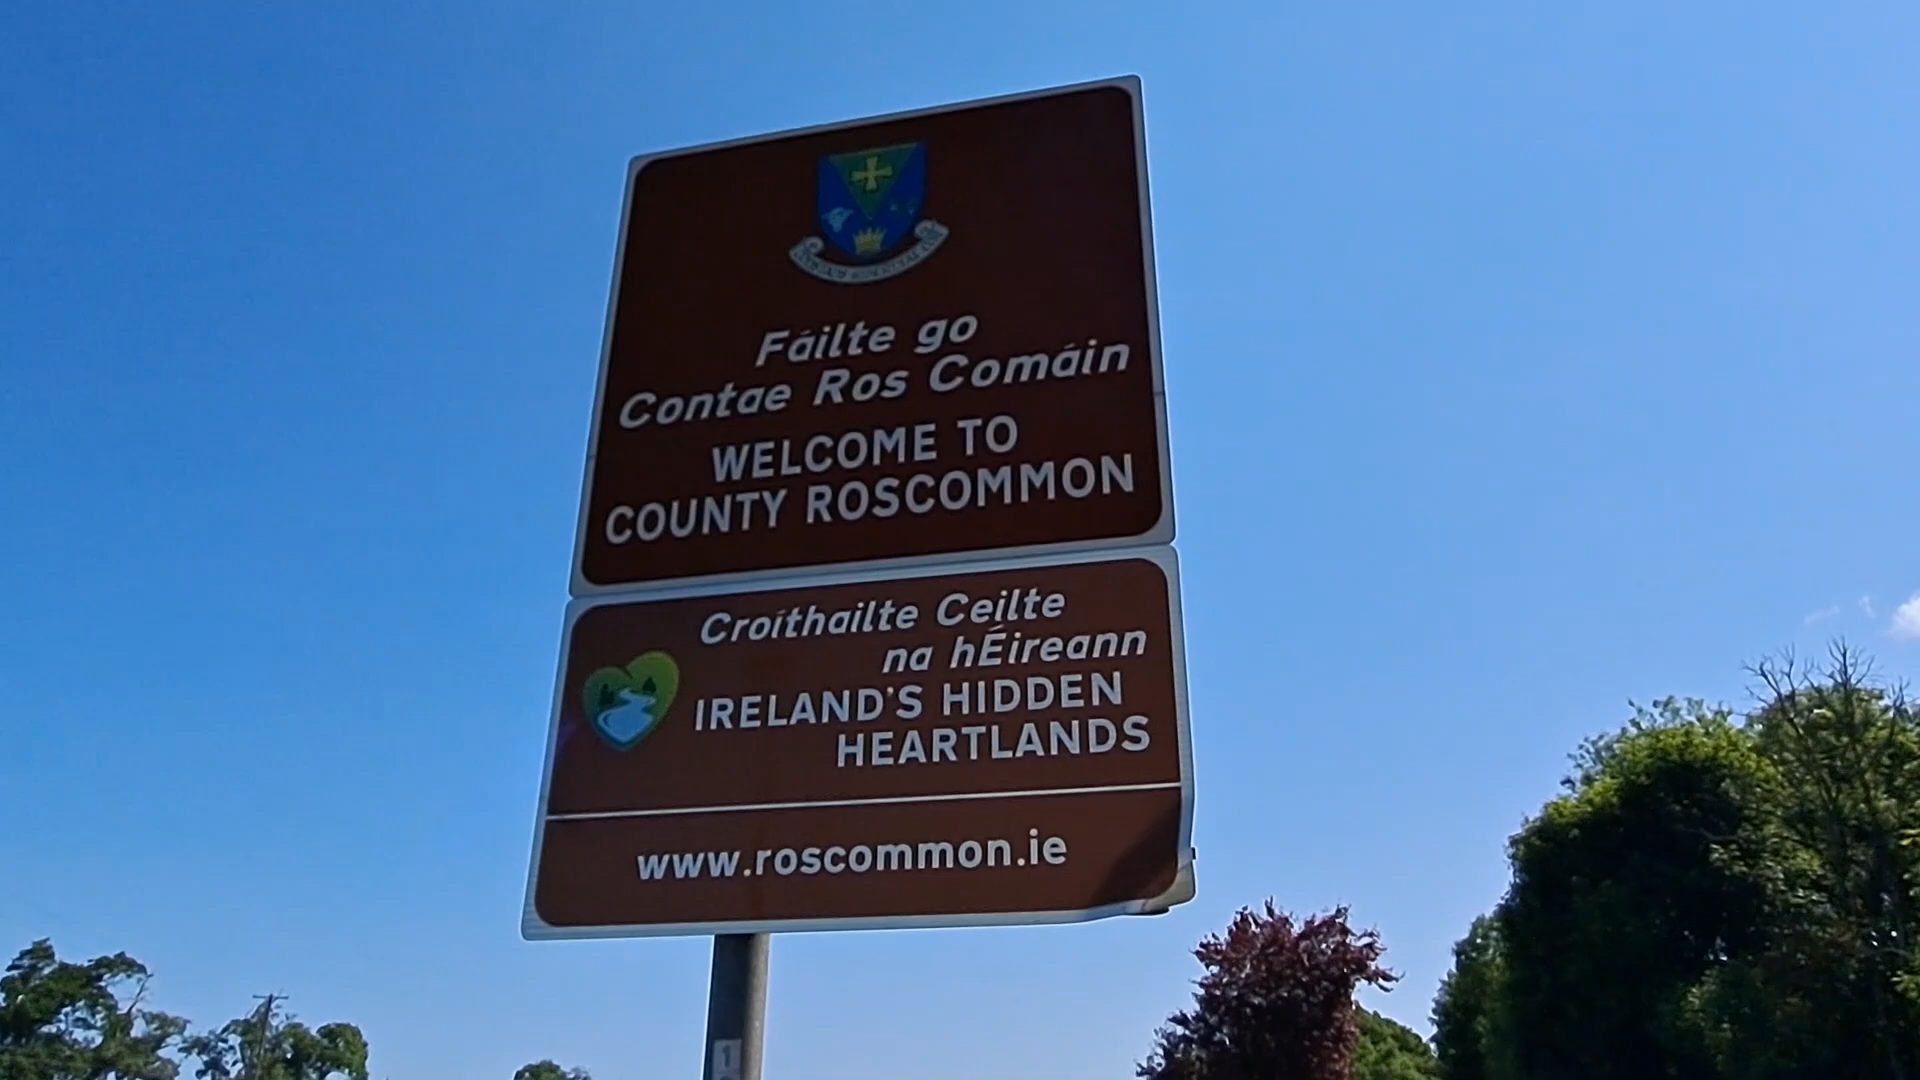 Fáilte go
Contae Ros Comáin
WELCOME TO
COUNTY ROSCOMMON
Croíthailte Ceilte
na hÉireann
IRELAND'S HIDDEN
HEARTLANDS
www.roscommon.ie
1